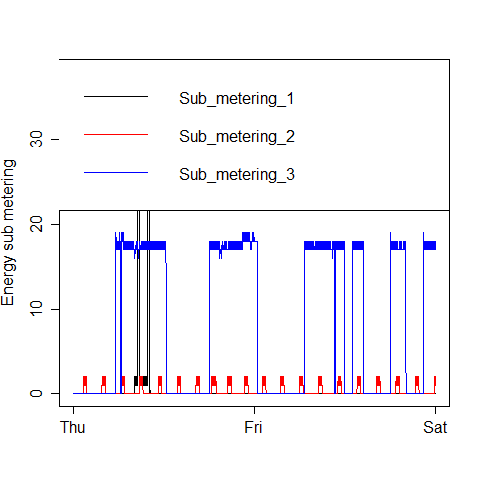 Sub_metering_1
Sub_metering_2
Sub_metering_3
Energy sub metering
30
20
10
0
Thu Fri Sat